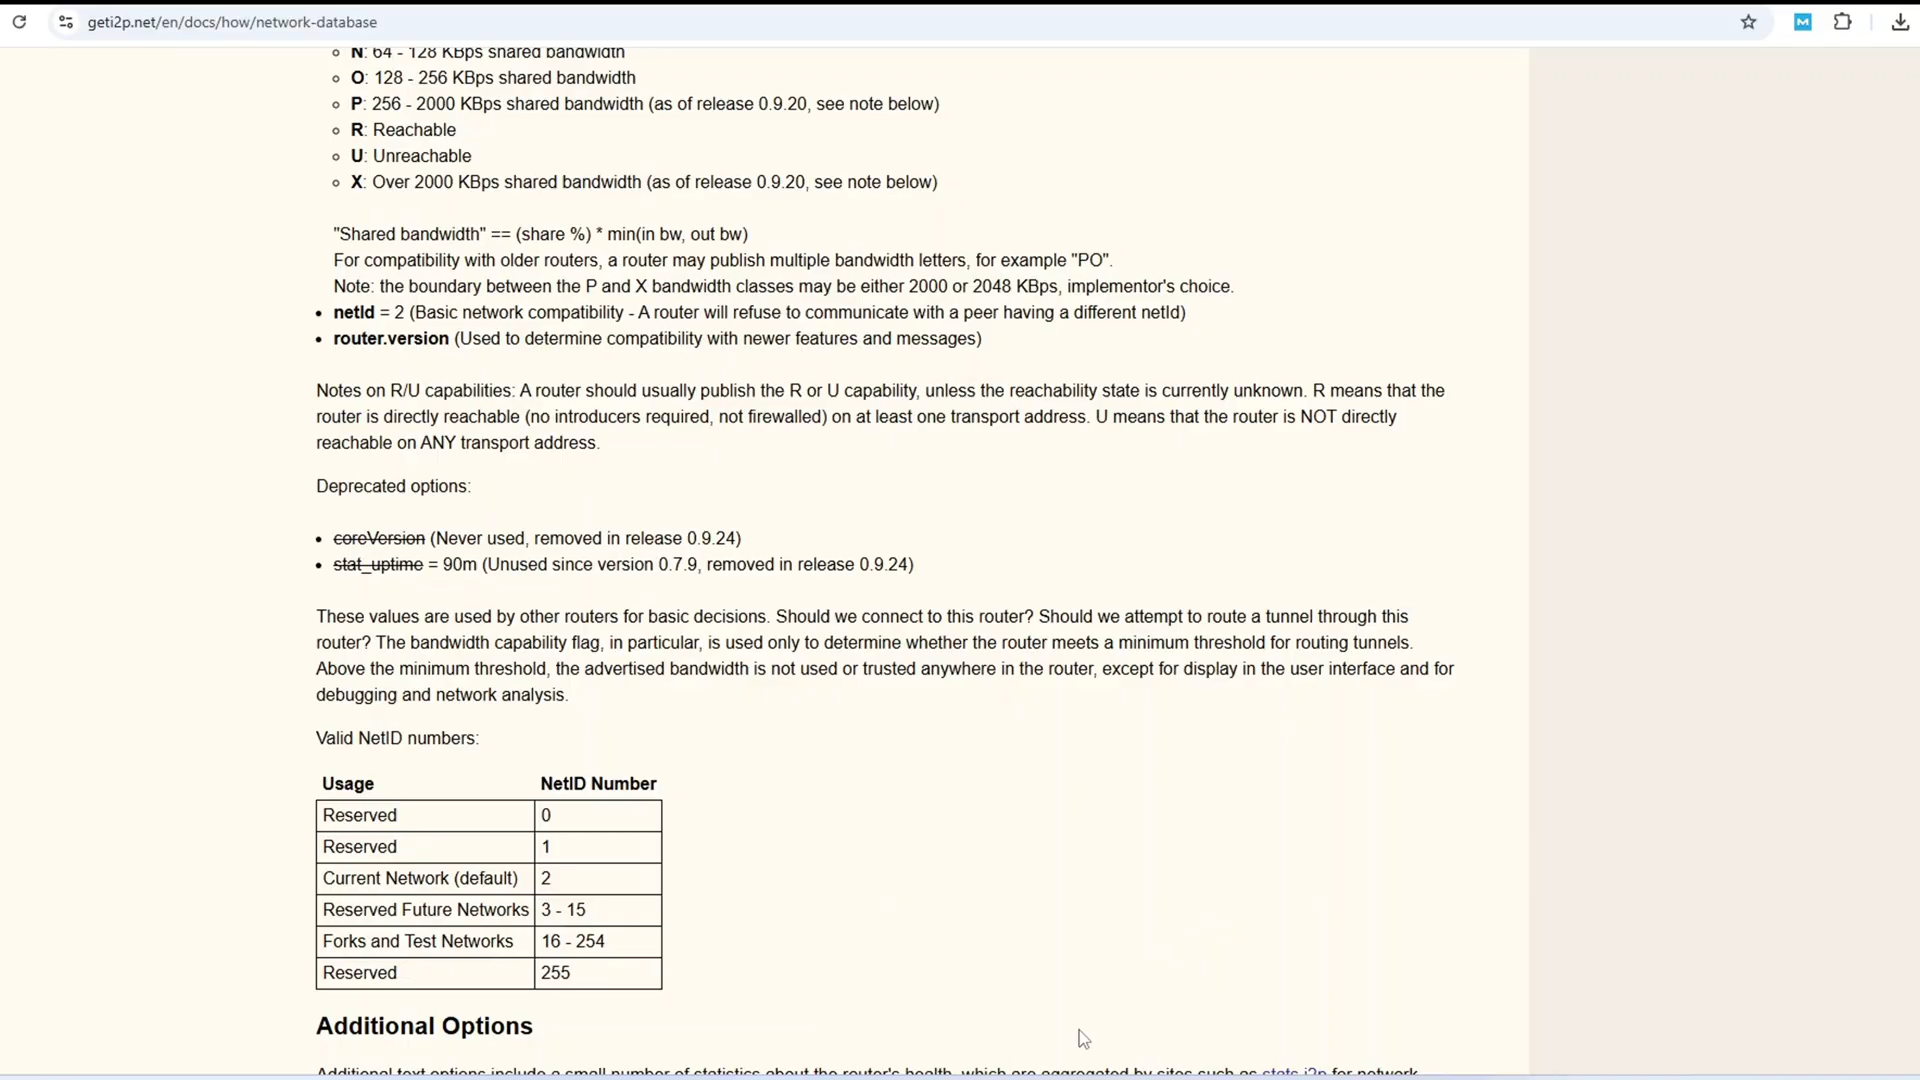 geti2p.net/en/docs/how/network-database
N: 64 - 128 KBps shared bandwidth
O: 128 - 256 KBps shared bandwidth
P: 256 - 2000 KBps shared bandwidth (as of release 0.9.20, see note below)
R: Reachable
U: Unreachable
X: Over 2000 KBps shared bandwidth (as of release 0.9.20, see note below)
"Shared bandwidth" == (share %) * min(in bw, out bw)
For compatibility with older routers, a router may publish multiple bandwidth letters, for example "PO".
Note: the boundary between the P and X bandwidth classes may be either 2000 or 2048 KBps, implementor's choice.
netId = 2 (Basic network compatibility - A router will refuse to communicate with a peer having a different netId)
router.version (Used to determine compatibility with newer features and messages)
Notes on R/U capabilities: A router should usually publish the R or U capability, unless the reachability state is currently unknown. R means that the
router is directly reachable (no introducers required, not firewalled) on at least one transport address. U means that the router is NOT directly
reachable on ANY transport address.
Deprecated options:
coreVersion (Never used, removed in release 0.9.24)
stat_uptime = 90m (Unused since version 0.7.9, removed in release 0.9.24)
These values are used by other routers for basic decisions. Should we connect to this router? Should we attempt to route a tunnel through this
router? The bandwidth capability flag, in particular, is used only to determine whether the router meets a minimum threshold for routing tunnels.
Above the minimum threshold, the advertised bandwidth is not used or trusted anywhere in the router, except for display in the user interface and for
debugging and network analysis.
Valid NetID numbers:
Usage NetID Number
Reserved 0
Reserved 1
Current Network (default) 2
Reserved Future Networks 3 - 15
Forks and Test Networks 16 - 254
Reserved 255
Additional Options
Additional text options include a small number of statistics about the router's health, which are aggregated by sites such as stats.i2p for network